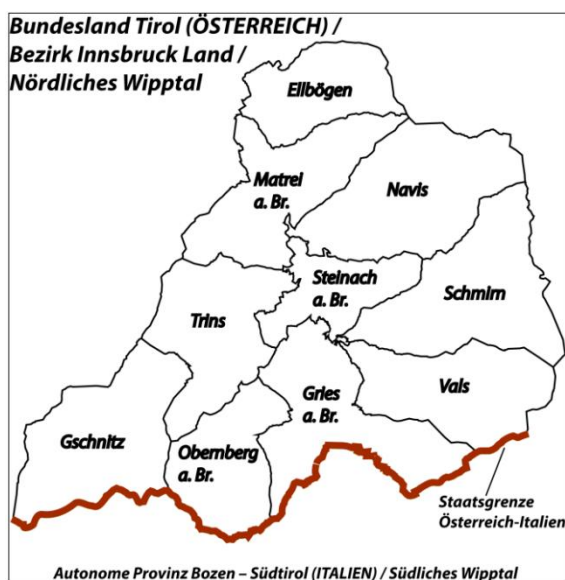 Bundesland Tirol (ÖSTERREICH) /
Bezirk Innsbruck Land /
Nördliches Wipptal
Ellbögen
Matrei
a. Br.
Navis
Steinach
a. Br.
Schmirn
Trins
Vals
Gries
a. Br.
Gschnitz
Obernberg
a. Br.
Staatsgrenze
Österreich-Italien
Autonome Provinz Bozen – Südtirol (ITALIEN) / Südliches Wipptal